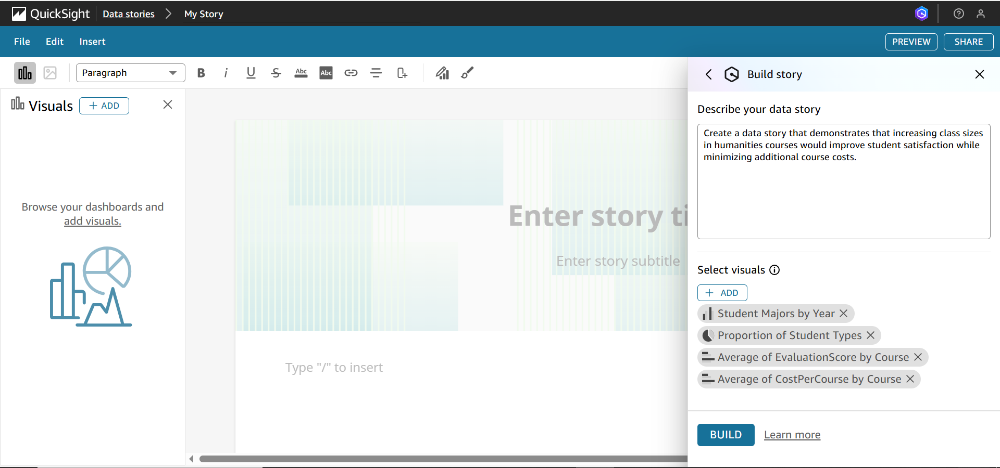 QuickSight
Data stories
My Story
File
Edit
Insert
PREVIEW
SHARE
Paragraph
B
i
U
S
Abc
Abc
Build story
Visuals
+ ADD
Browse your dashboards and
add visuals.
Enter story ti
Enter story subtitle
Type "/" to insert
Describe your data story
Create a data story that demonstrates that increasing class sizes
in humanities courses would improve student satisfaction while
minimizing additional course costs.
Select visuals
+ ADD
Student Majors by Year
Proportion of Student Types
Average of EvaluationScore by Course
Average of CostPerCourse by Course
BUILD
Learn more